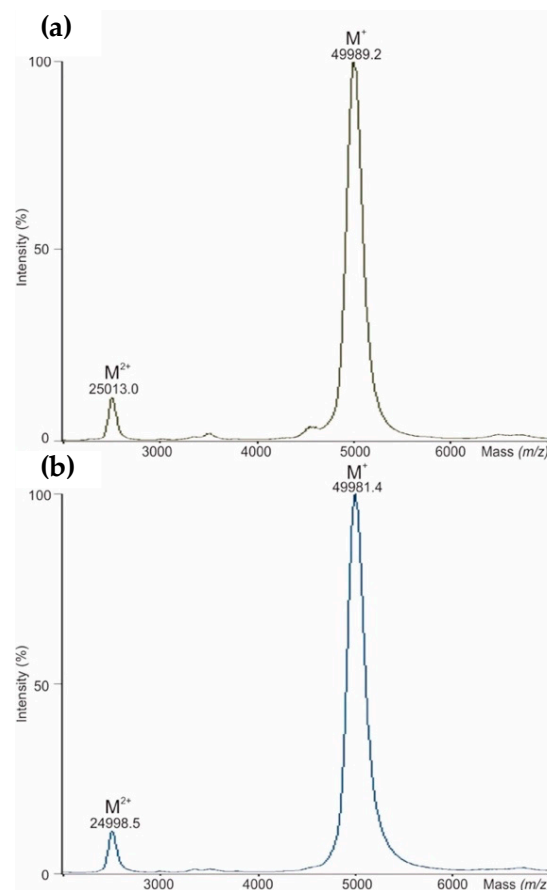 (a)
M⁺
49989.2
100
Intensity (%)
50
M²⁺
25013.0
0
3000 4000 5000 6000 Mass (m/z)
(b)
M⁺
49981.4
100
Intensity (%)
50
M²⁺
24998.5
0
3000 4000 5000 6000 Mass (m/z)